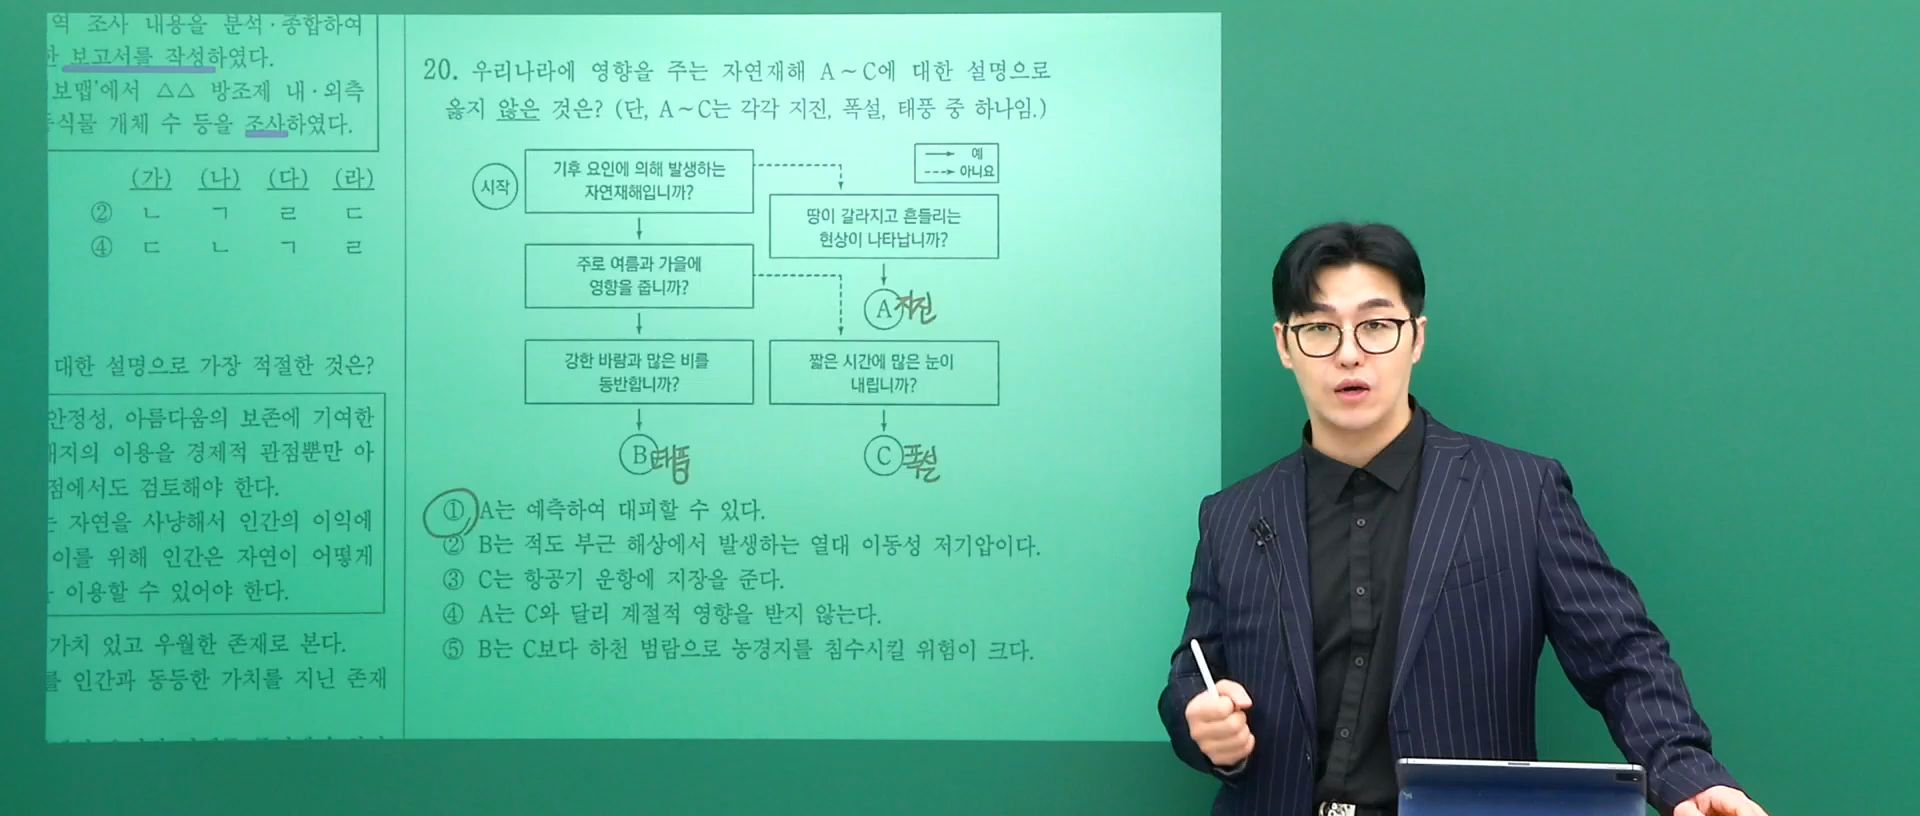 역 조사 내용을 분석·종합하여
한 보고서를 작성하였다.
보맵'에서 △△ 방조제 내·외측
동식물 개체 수 등을 조사하였다.
(가) (나) (다) (라)
② ㄴ ㄱ ㄹ ㄷ
④ ㄷ ㄴ ㄱ ㄹ
대한 설명으로 가장 적절한 것은?
안정성, 아름다움의 보존에 기여한
지의 이용을 경제적 관점뿐만 아
점에서도 검토해야 한다.
는 자연을 사냥해서 인간의 이익에
이를 위해 인간은 자연이 어떻게
이용할 수 있어야 한다.
가치 있고 우월한 존재로 본다.
를 인간과 동등한 가치를 지닌 존재
20. 우리나라에 영향을 주는 자연재해 A~C에 대한 설명으로
옳지 않은 것은? (단, A~C는 각각 지진, 폭설, 태풍 중 하나임.)
시작
기후 요인에 의해 발생하는
자연재해입니까?
예
아니요
땅이 갈라지고 흔들리는
현상이 나타납니까?
주로 여름과 가을에
영향을 줍니까?
A 지진
강한 바람과 많은 비를
동반합니까?
짧은 시간에 많은 눈이
내립니까?
B 태풍
C 폭설
① A는 예측하여 대피할 수 있다.
② B는 적도 부근 해상에서 발생하는 열대 이동성 저기압이다.
③ C는 항공기 운항에 지장을 준다.
④ A는 C와 달리 계절적 영향을 받지 않는다.
⑤ B는 C보다 하천 범람으로 농경지를 침수시킬 위험이 크다.